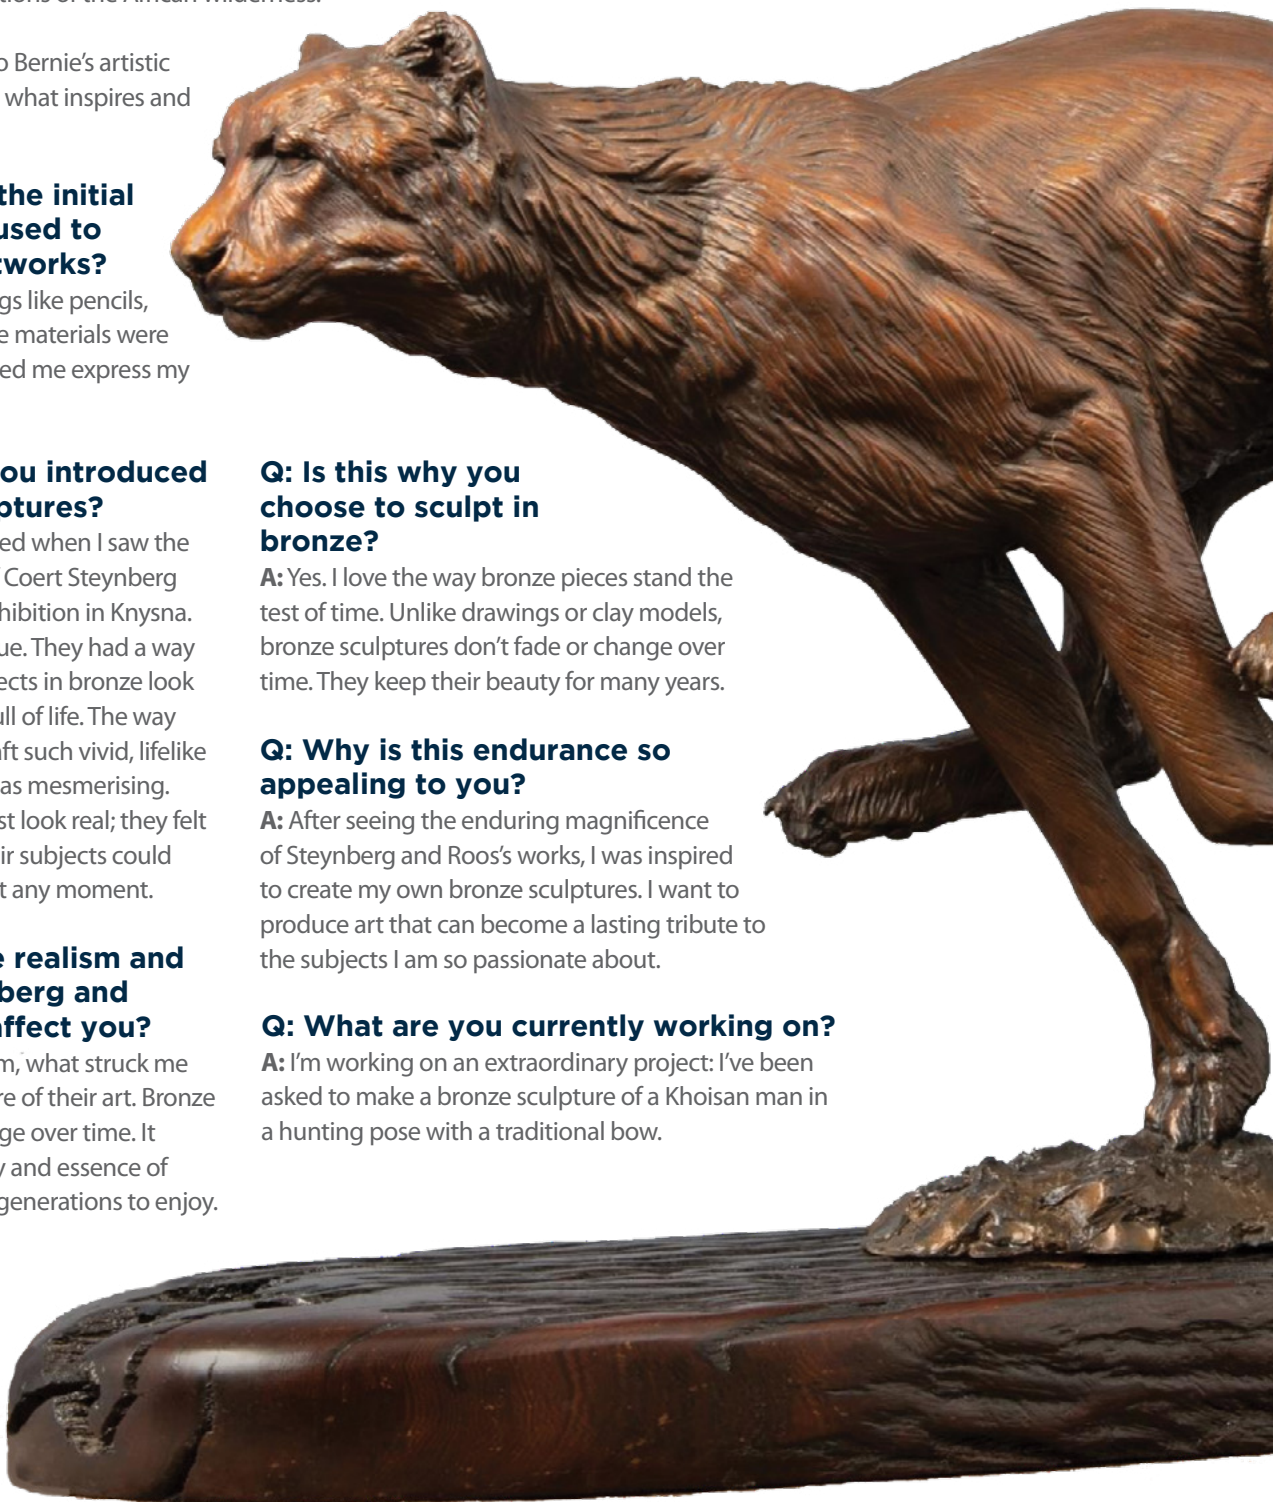 tions of the African wilderness.
o Bernie's artistic
what inspires and
the initial
used to
tworks?
gs like pencils,
e materials were
ed me express my
ou introduced
ptures?
ed when I saw the
Coert Steynberg
hibition in Knysna.
ue. They had a way
ects in bronze look
ull of life. The way
aft such vivid, lifelike
as mesmerising.
st look real; they felt
ir subjects could
t any moment.
e realism and
berg and
affect you?
m, what struck me
re of their art. Bronze
ge over time. It
y and essence of
generations to enjoy.
Q: Is this why you
choose to sculpt in
bronze?
A: Yes. I love the way bronze pieces stand the
test of time. Unlike drawings or clay models,
bronze sculptures don't fade or change over
time. They keep their beauty for many years.
Q: Why is this endurance so
appealing to you?
A: After seeing the enduring magnificence
of Steynberg and Roos's works, I was inspired
to create my own bronze sculptures. I want to
produce art that can become a lasting tribute to
the subjects I am so passionate about.
Q: What are you currently working on?
A: I'm working on an extraordinary project: I've been
asked to make a bronze sculpture of a Khoisan man in
a hunting pose with a traditional bow.